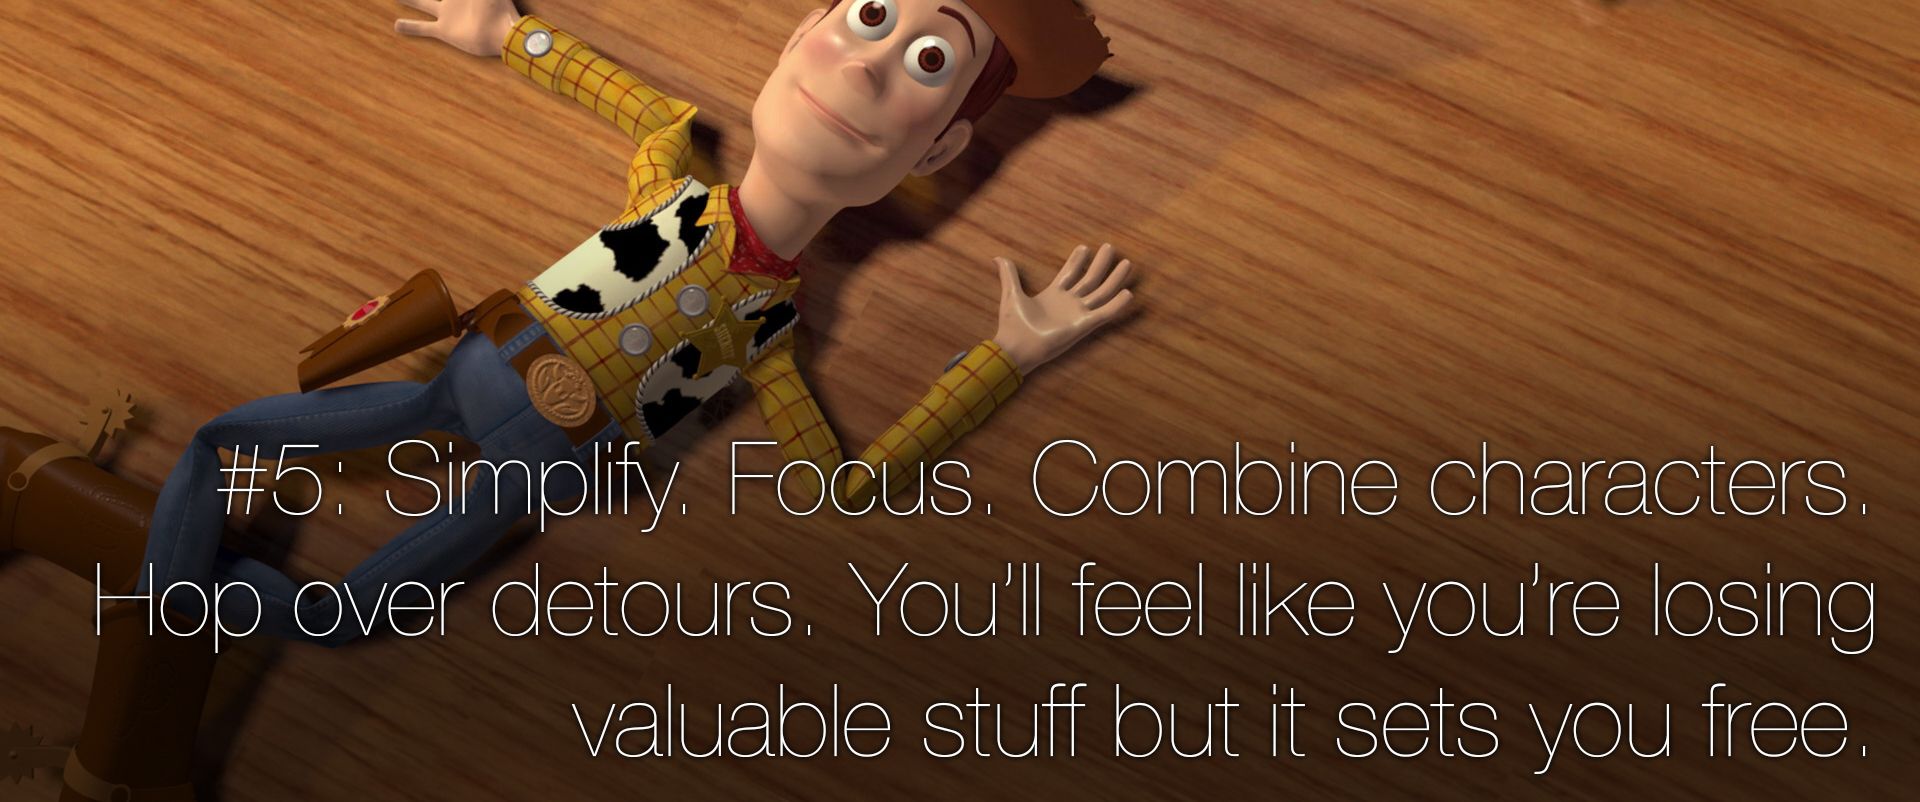 SHERIFF
#5: Simplify. Focus. Combine characters.
Hop over detours. You’ll feel like you’re losing
valuable stuff but it sets you free.